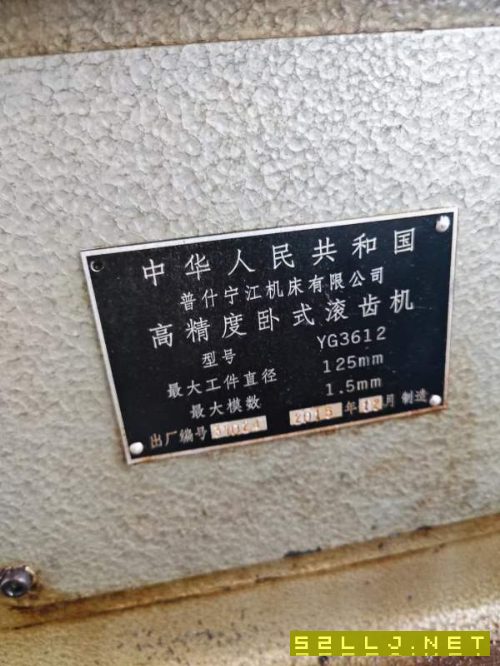 中华人民共和国
普什宁江机床有限公司
高精度卧式滚齿机
型号 YG3612
最大工件直径 125mm
最大模数 1.5mm
出厂编号 年12月制造
52LLJ.NET